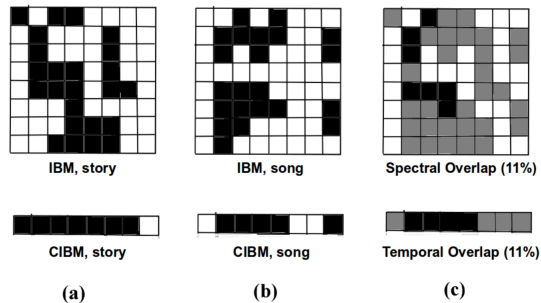 IBM, story IBM, song Spectral Overlap (11%)
CIBM, story CIBM, song Temporal Overlap (11%)
(a) (b) (c)